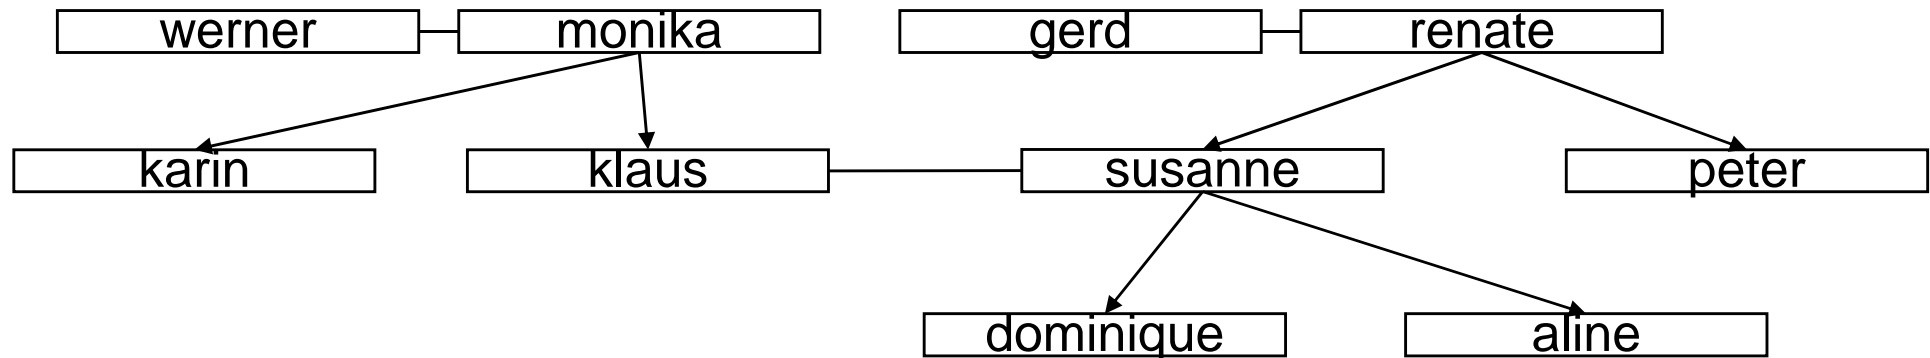 werner monika gerd renate
karin klaus susanne peter
dominique aline